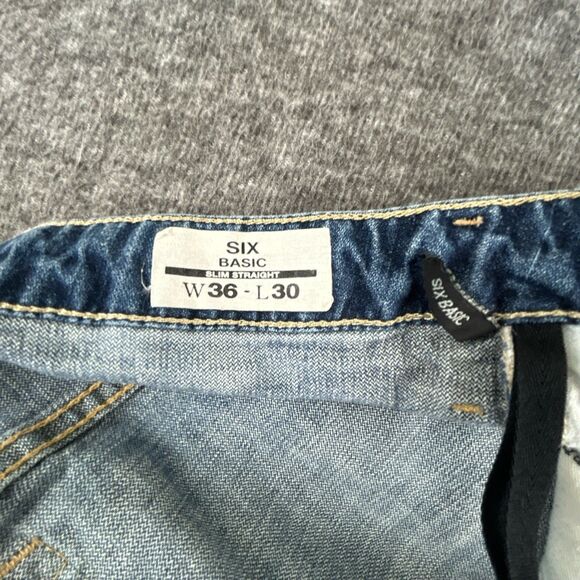 SIX
BASIC
SLIM STRAIGHT
W36 - L30
SIX BASIC